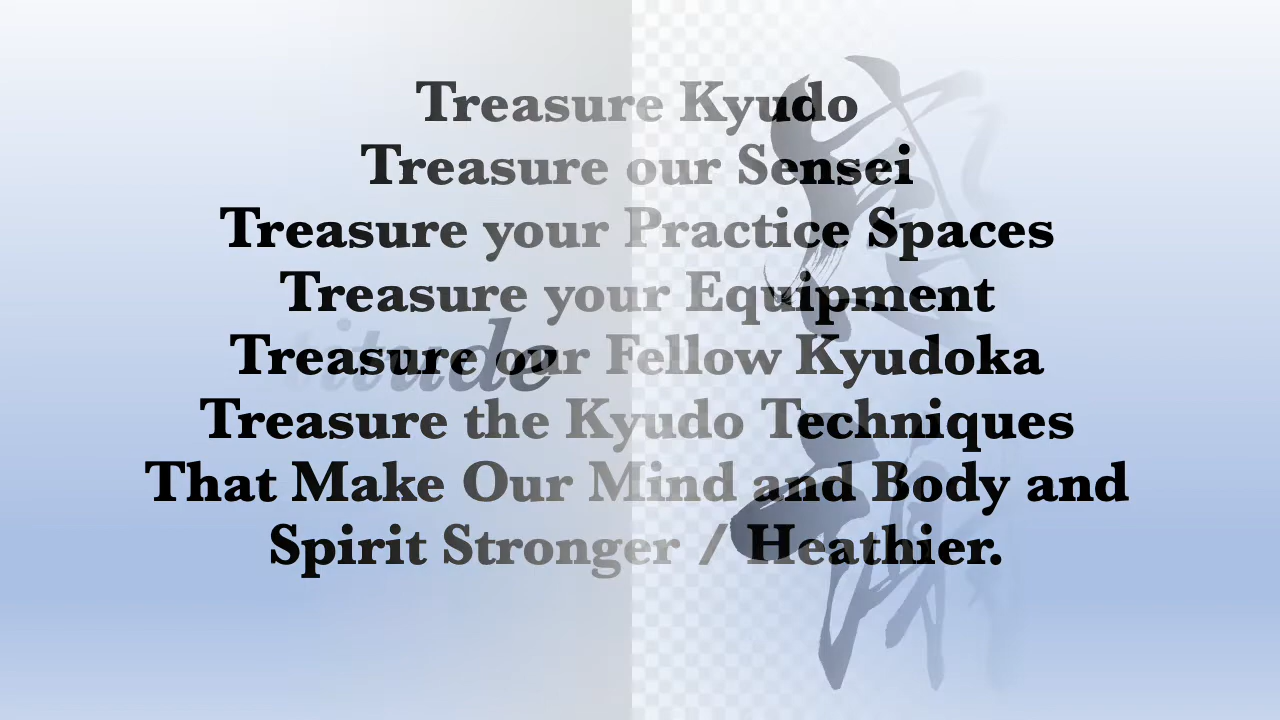 Treasure Kyudo
Treasure our Sensei
Treasure your Practice Spaces
Treasure your Equipment
Treasure our Fellow Kyudoka
Treasure the Kyudo Techniques
That Make Our Mind and Body and
Spirit Stronger / Heathier.